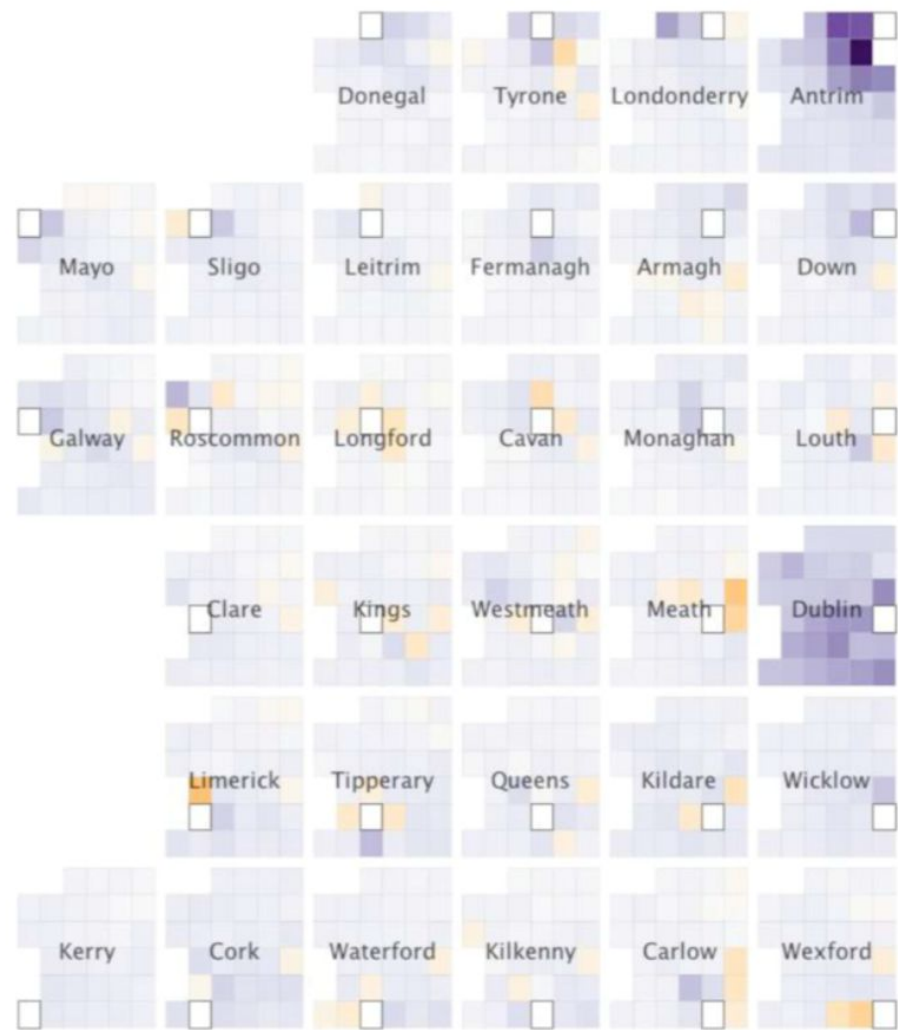 Donegal Tyrone Londonderry Antrim
Mayo Sligo Leitrim Fermanagh Armagh Down
Galway Roscommon Longford Cavan Monaghan Louth
Clare Kings Westmeath Meath Dublin
Limerick Tipperary Queens Kildare Wicklow
Kerry Cork Waterford Kilkenny Carlow Wexford